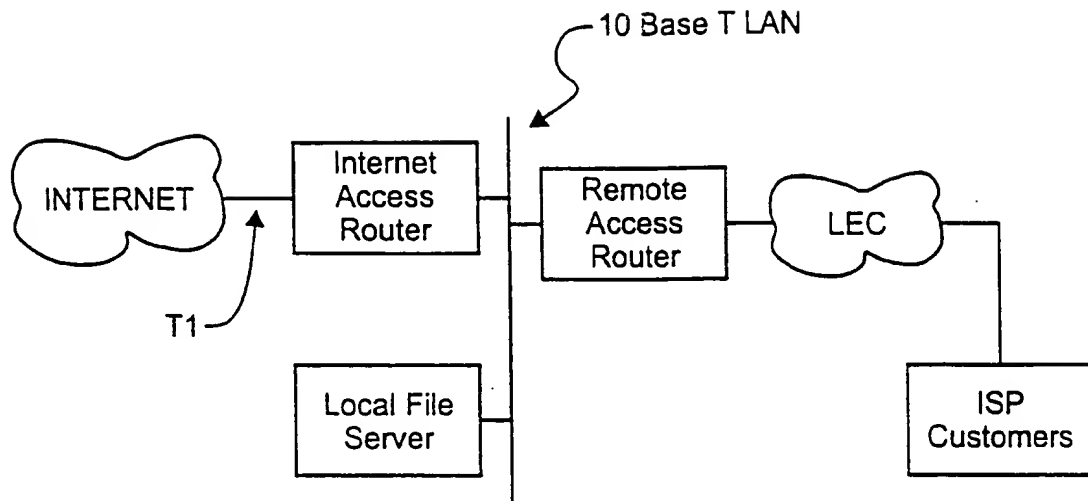 10 Base T LAN
INTERNET
T1
Internet
Access
Router
Remote
Access
Router
LEC
Local File
Server
ISP
Customers